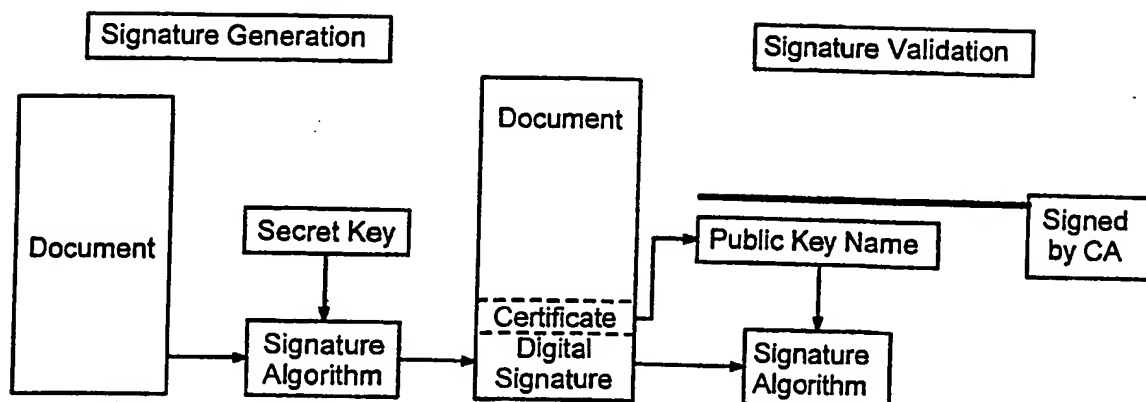 Signature Generation
Signature Validation
Document
Secret Key
Signature
Algorithm
Document
Certificate
Digital
Signature
Public Key Name
Signature
Algorithm
Signed
by CA